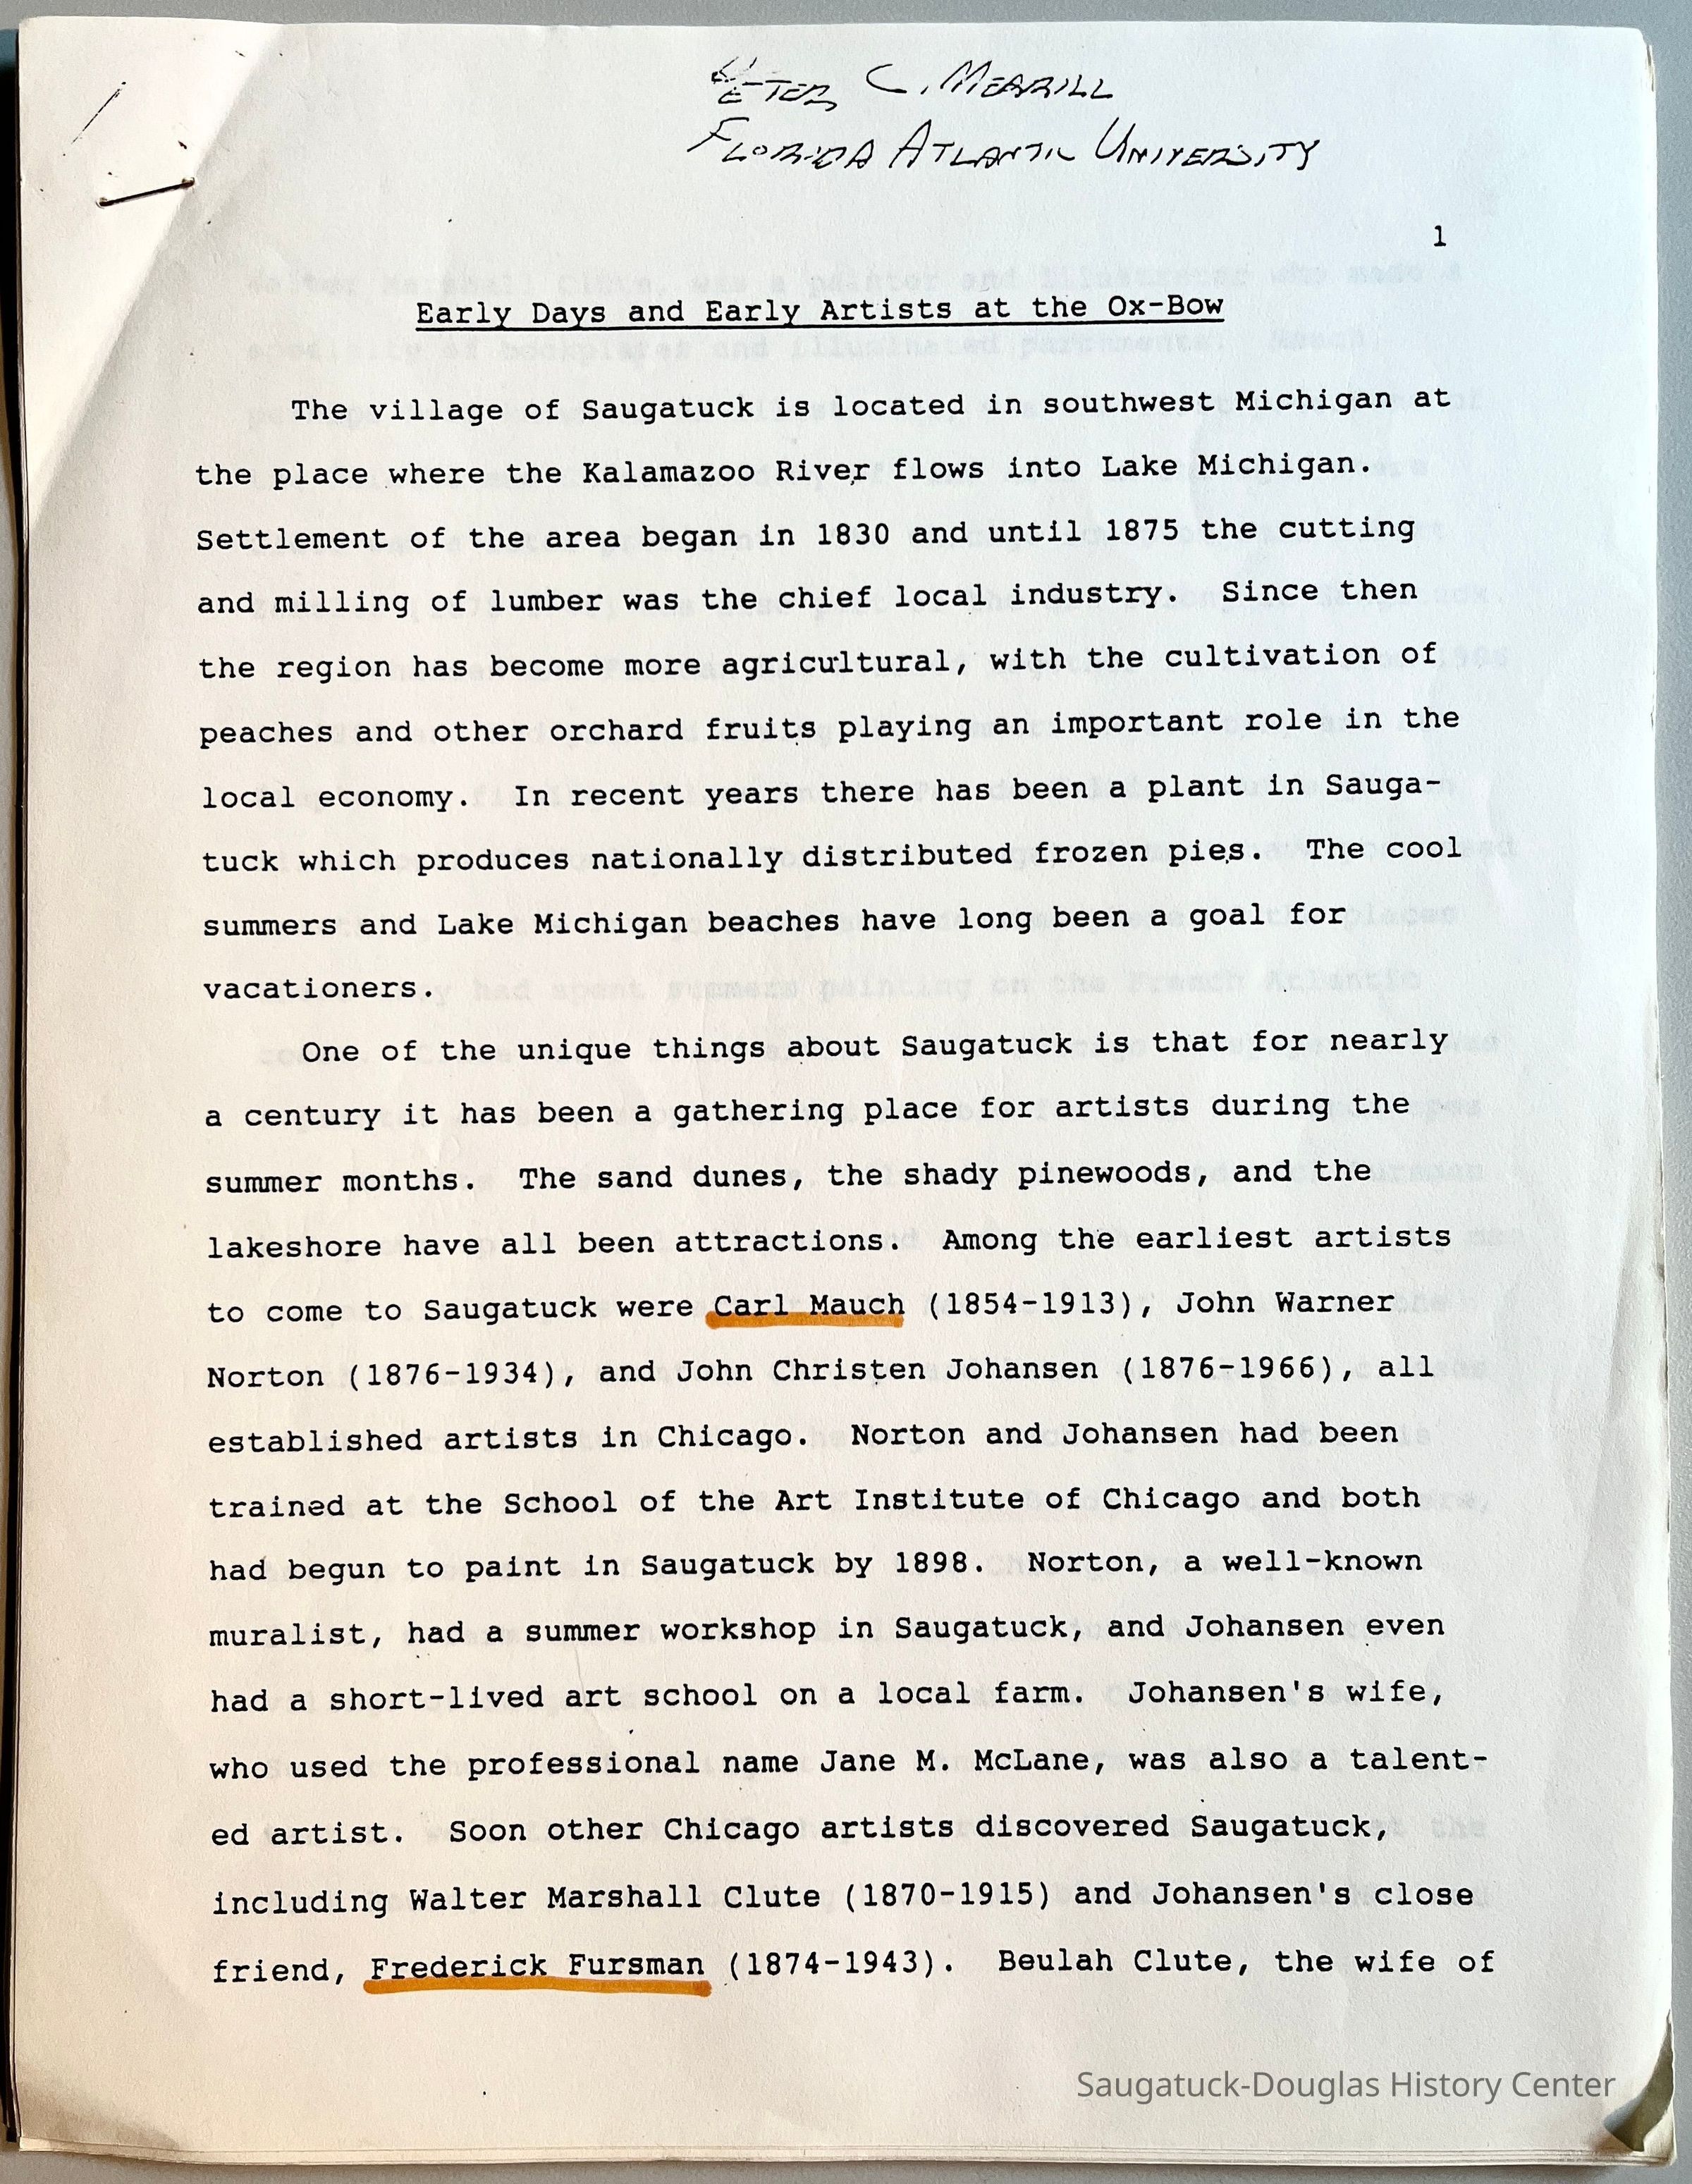 Peter C. Merrill
Florida Atlantic University
1
Early Days and Early Artists at the Ox-Bow
The village of Saugatuck is located in southwest Michigan at
the place where the Kalamazoo River flows into Lake Michigan.
Settlement of the area began in 1830 and until 1875 the cutting
and milling of lumber was the chief local industry. Since then
the region has become more agricultural, with the cultivation of
peaches and other orchard fruits playing an important role in the
local economy. In recent years there has been a plant in Sauga-
tuck which produces nationally distributed frozen pies. The cool
summers and Lake Michigan beaches have long been a goal for
vacationers.
One of the unique things about Saugatuck is that for nearly
a century it has been a gathering place for artists during the
summer months. The sand dunes, the shady pinewoods, and the
lakeshore have all been attractions. Among the earliest artists
to come to Saugatuck were Carl Mauch (1854-1913), John Warner
Norton (1876-1934), and John Christen Johansen (1876-1966), all
established artists in Chicago. Norton and Johansen had been
trained at the School of the Art Institute of Chicago and both
had begun to paint in Saugatuck by 1898. Norton, a well-known
muralist, had a summer workshop in Saugatuck, and Johansen even
had a short-lived art school on a local farm. Johansen's wife,
who used the professional name Jane M. McLane, was also a talent-
ed artist. Soon other Chicago artists discovered Saugatuck,
including Walter Marshall Clute (1870-1915) and Johansen's close
friend, Frederick Fursman (1874-1943). Beulah Clute, the wife of
Saugatuck-Douglas History Center